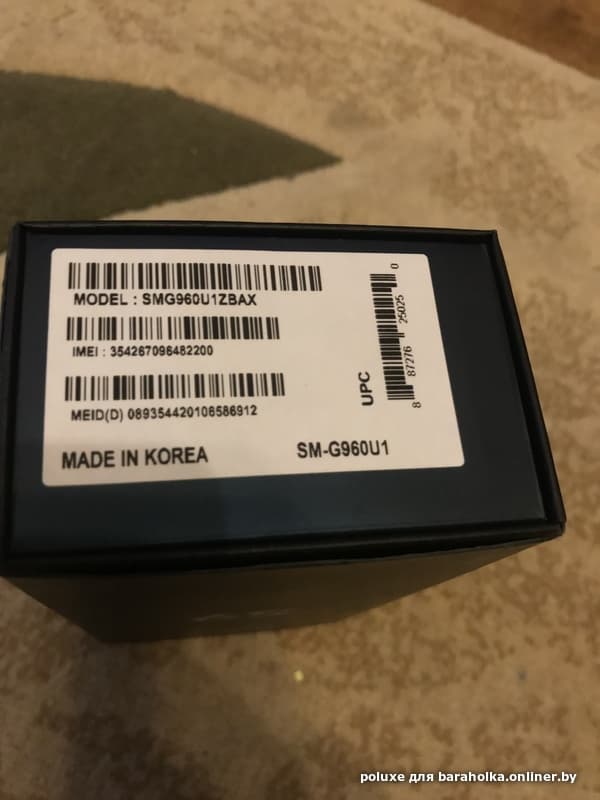 MODEL : SMG960U1ZBAX
IMEI : 354267096482200
MEID(D) 089354420106586912
MADE IN KOREA
SM-G960U1
UPC
8 87276 25025 0
poluxe для baraholka.onliner.by